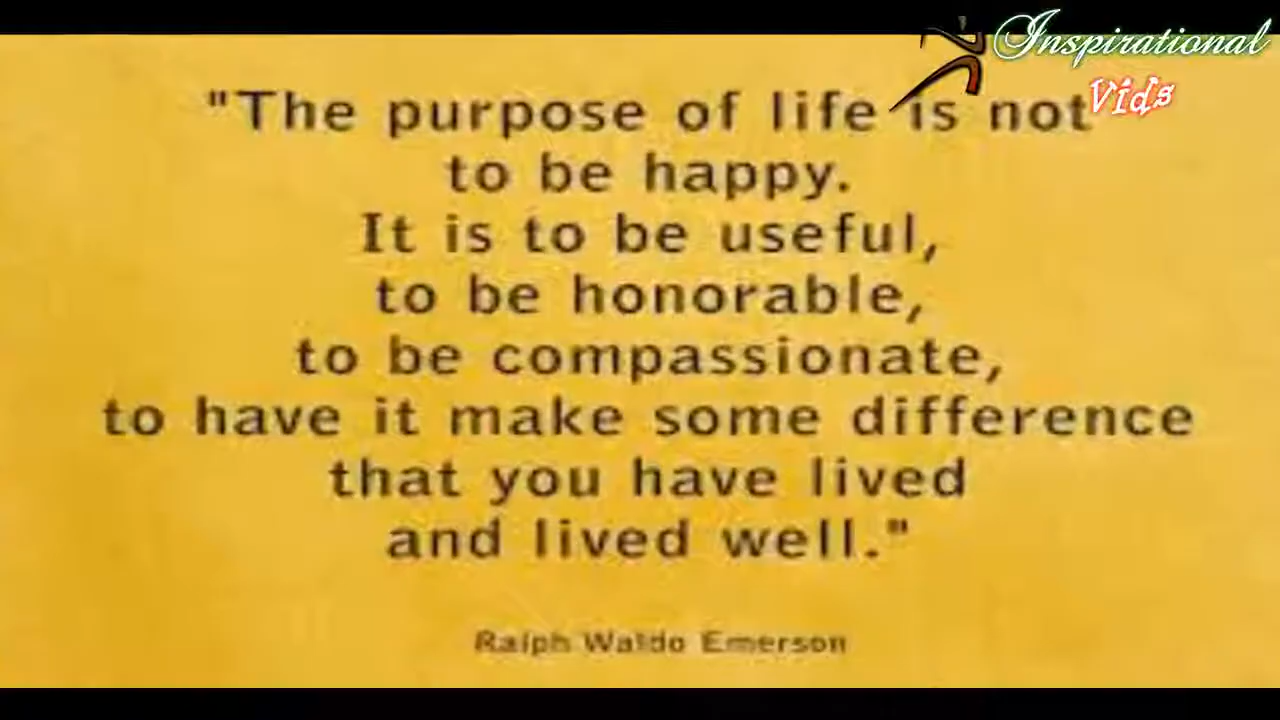 Inspirational
Vids
"The purpose of life is not
to be happy.
It is to be useful,
to be honorable,
to be compassionate,
to have it make some difference
that you have lived
and lived well."
Ralph Waldo Emerson